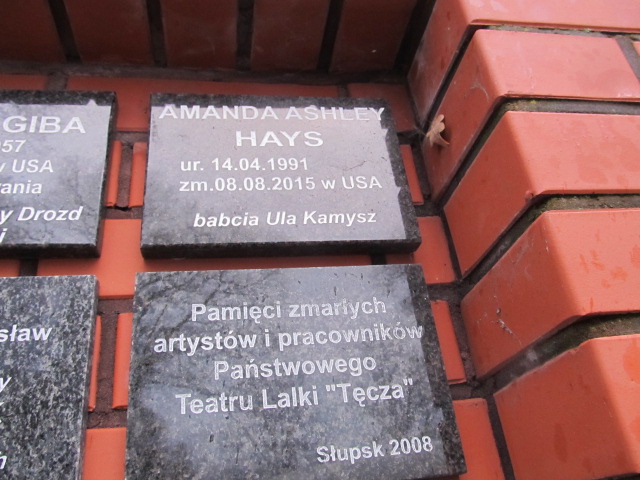 GIBA
957
y USA
ania
y Drozd
j
AMANDA ASHLEY
HAYS
ur. 14.04.1991
zm.08.08.2015 w USA
babcia Ula Kamysz
sław
y
h
Pamięci zmarłych
artystów i pracowników
Państwowego
Teatru Lalki "Tęcza"
Słupsk 2008